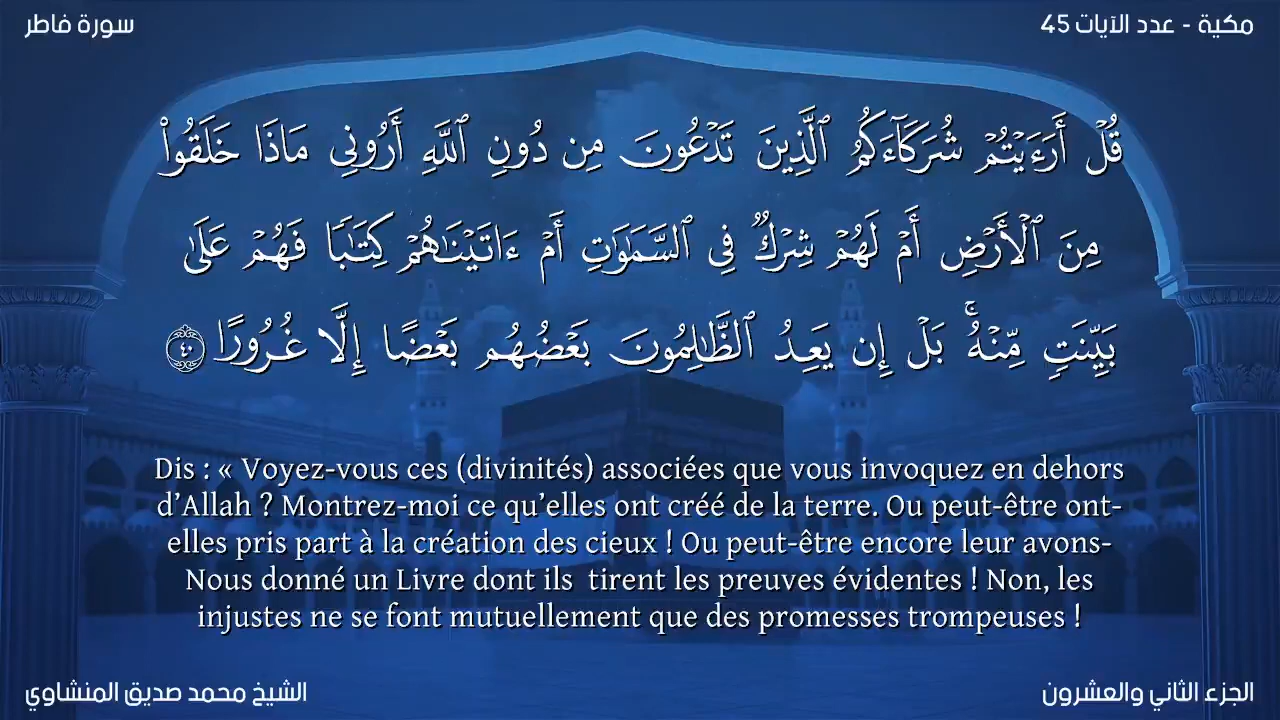 سورة فاطر
مكية - عدد الآيات 45
قُلْ أَرَءَيْتُمْ شُرَكَآءَكُمُ ٱلَّذِينَ تَدْعُونَ مِن دُونِ ٱللَّهِ أَرُونِى مَاذَا خَلَقُوا۟
مِنَ ٱلْأَرْضِ أَمْ لَهُمْ شِرْكٌ فِى ٱلسَّمَٰوَٰتِ أَمْ ءَاتَيْنَٰهُمْ كِتَٰبًا فَهُمْ عَلَىٰ
بَيِّنَتٍ مِّنْهُ ۚ بَلْ إِن يَعِدُ ٱلظَّٰلِمُونَ بَعْضُهُم بَعْضًا إِلَّا غُرُورًا ٤٠
Dis : « Voyez-vous ces (divinités) associées que vous invoquez en dehors
d’Allah ? Montrez-moi ce qu’elles ont créé de la terre. Ou peut-être ont-
elles pris part à la création des cieux ! Ou peut-être encore leur avons-
Nous donné un Livre dont ils  tirent les preuves évidentes ! Non, les
injustes ne se font mutuellement que des promesses trompeuses !
الشيخ محمد صديق المنشاوي
الجزء الثاني والعشرون